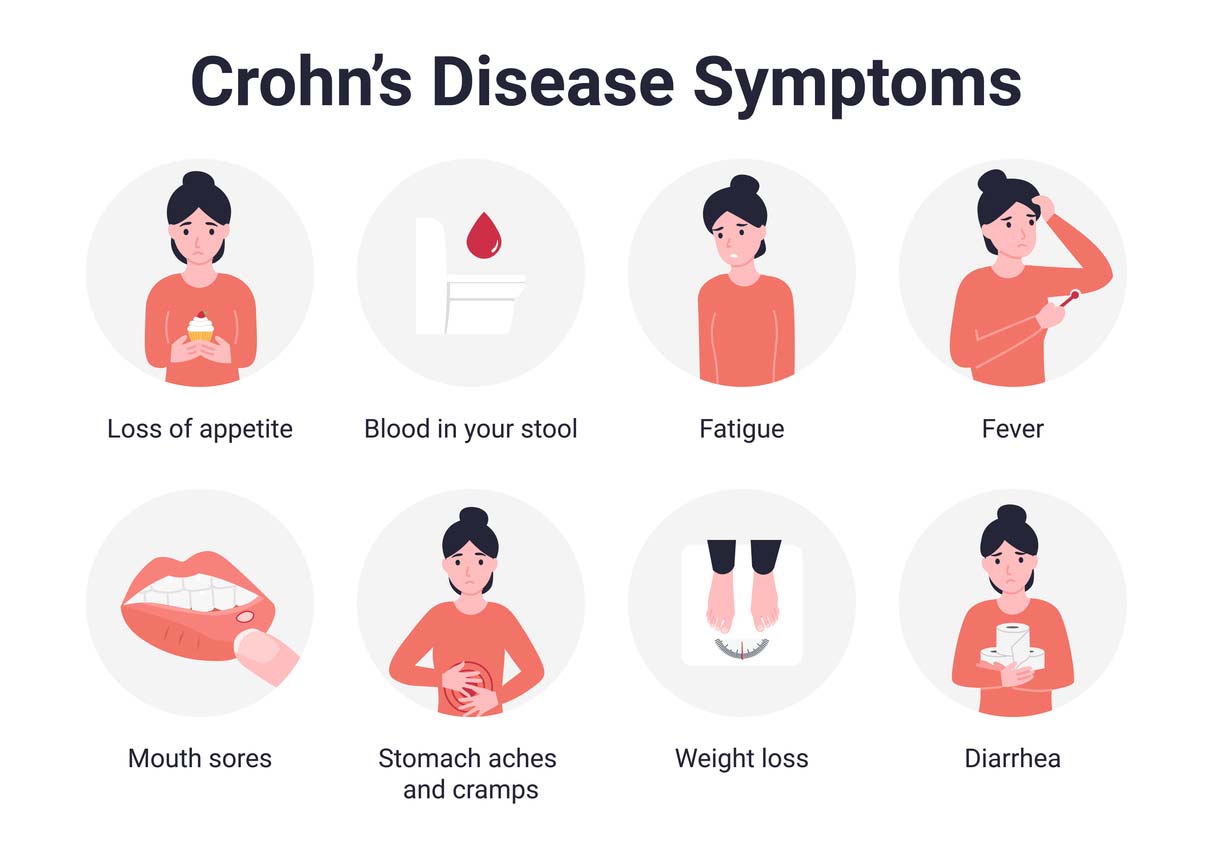 Crohn’s Disease Symptoms
Loss of appetite
Blood in your stool
Fatigue
Fever
Mouth sores
Stomach aches
and cramps
Weight loss
Diarrhea